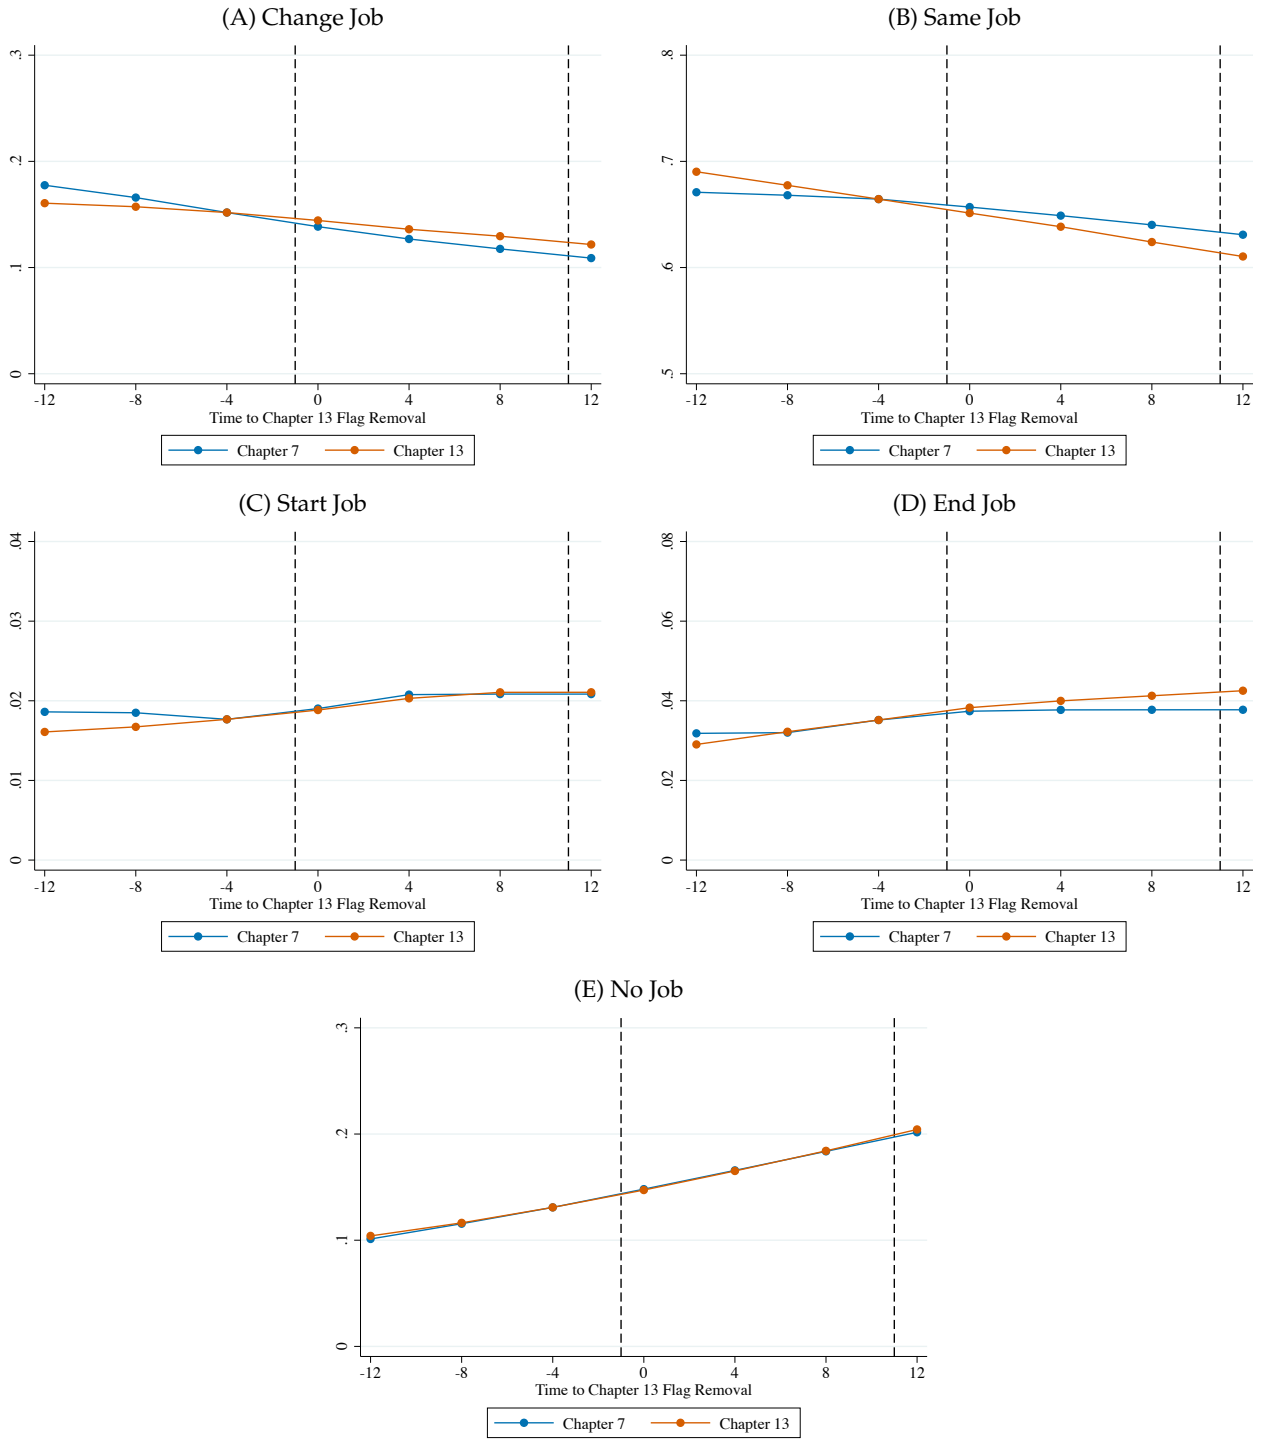 (A) Change Job
.3
.2
.1
0
-12 -8 -4 0 4 8 12
Time to Chapter 13 Flag Removal
Chapter 7 Chapter 13
(B) Same Job
.8
.7
.6
.5
-12 -8 -4 0 4 8 12
Time to Chapter 13 Flag Removal
Chapter 7 Chapter 13
(C) Start Job
.04
.03
.02
.01
0
-12 -8 -4 0 4 8 12
Time to Chapter 13 Flag Removal
Chapter 7 Chapter 13
(D) End Job
.08
.06
.04
.02
0
-12 -8 -4 0 4 8 12
Time to Chapter 13 Flag Removal
Chapter 7 Chapter 13
(E) No Job
.3
.2
.1
0
-12 -8 -4 0 4 8 12
Time to Chapter 13 Flag Removal
Chapter 7 Chapter 13